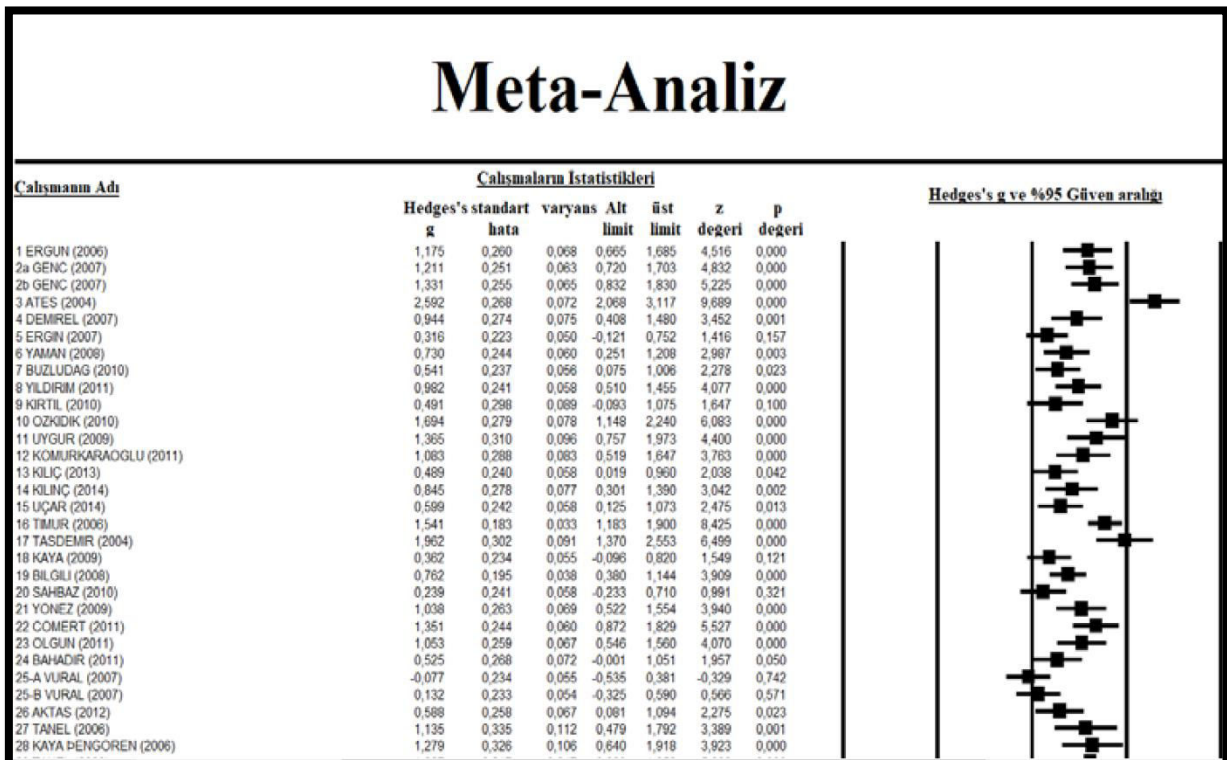 Meta-Analiz
Çalışmanın Adı Çalışmaların İstatistikleri Hedges's g ve %95 Güven aralığı
Hedges's standart varyans Alt üst z p
g hata limit limit değeri değeri
1 ERGUN (2006) 1,175 0,260 0,068 0,665 1,685 4,516 0,000
2a GENC (2007) 1,211 0,251 0,063 0,720 1,703 4,832 0,000
2b GENC (2007) 1,331 0,255 0,065 0,832 1,830 5,225 0,000
3 ATES (2004) 2,592 0,268 0,072 2,068 3,117 9,689 0,000
4 DEMIREL (2007) 0,944 0,274 0,075 0,408 1,480 3,452 0,001
5 ERGIN (2007) 0,316 0,223 0,050 -0,121 0,752 1,416 0,157
6 YAMAN (2008) 0,730 0,244 0,060 0,251 1,208 2,987 0,003
7 BUZLUDAG (2010) 0,541 0,237 0,056 0,075 1,006 2,278 0,023
8 YILDIRIM (2011) 0,982 0,241 0,058 0,510 1,455 4,077 0,000
9 KIRTIL (2010) 0,491 0,298 0,089 -0,093 1,075 1,647 0,100
10 OZKIDIK (2010) 1,694 0,279 0,078 1,148 2,240 6,083 0,000
11 UYGUR (2009) 1,365 0,310 0,096 0,757 1,973 4,400 0,000
12 KOMURKARAOGLU (2011) 1,083 0,288 0,083 0,519 1,647 3,763 0,000
13 KILIÇ (2013) 0,489 0,240 0,058 0,019 0,960 2,038 0,042
14 KILINÇ (2014) 0,845 0,278 0,077 0,301 1,390 3,042 0,002
15 UÇAR (2014) 0,599 0,242 0,058 0,125 1,073 2,475 0,013
16 TIMUR (2006) 1,541 0,183 0,033 1,183 1,900 8,425 0,000
17 TASDEMIR (2004) 1,962 0,302 0,091 1,370 2,553 6,499 0,000
18 KAYA (2009) 0,362 0,234 0,055 -0,096 0,820 1,549 0,121
19 BILGILI (2008) 0,762 0,195 0,038 0,380 1,144 3,909 0,000
20 SAHBAZ (2010) 0,239 0,241 0,058 -0,233 0,710 0,991 0,321
21 YONEZ (2009) 1,038 0,263 0,069 0,522 1,554 3,940 0,000
22 COMERT (2011) 1,351 0,244 0,060 0,872 1,829 5,527 0,000
23 OLGUN (2011) 1,053 0,259 0,067 0,546 1,560 4,070 0,000
24 BAHADIR (2011) 0,525 0,268 0,072 -0,001 1,051 1,957 0,050
25-A VURAL (2007) -0,077 0,234 0,055 -0,535 0,381 -0,329 0,742
25-B VURAL (2007) 0,132 0,233 0,054 -0,325 0,590 0,566 0,571
26 AKTAS (2012) 0,588 0,258 0,067 0,081 1,094 2,275 0,023
27 TANEL (2006) 1,135 0,335 0,112 0,479 1,792 3,389 0,001
28 KAYA ÞENGOREN (2006) 1,279 0,326 0,106 0,640 1,918 3,923 0,000